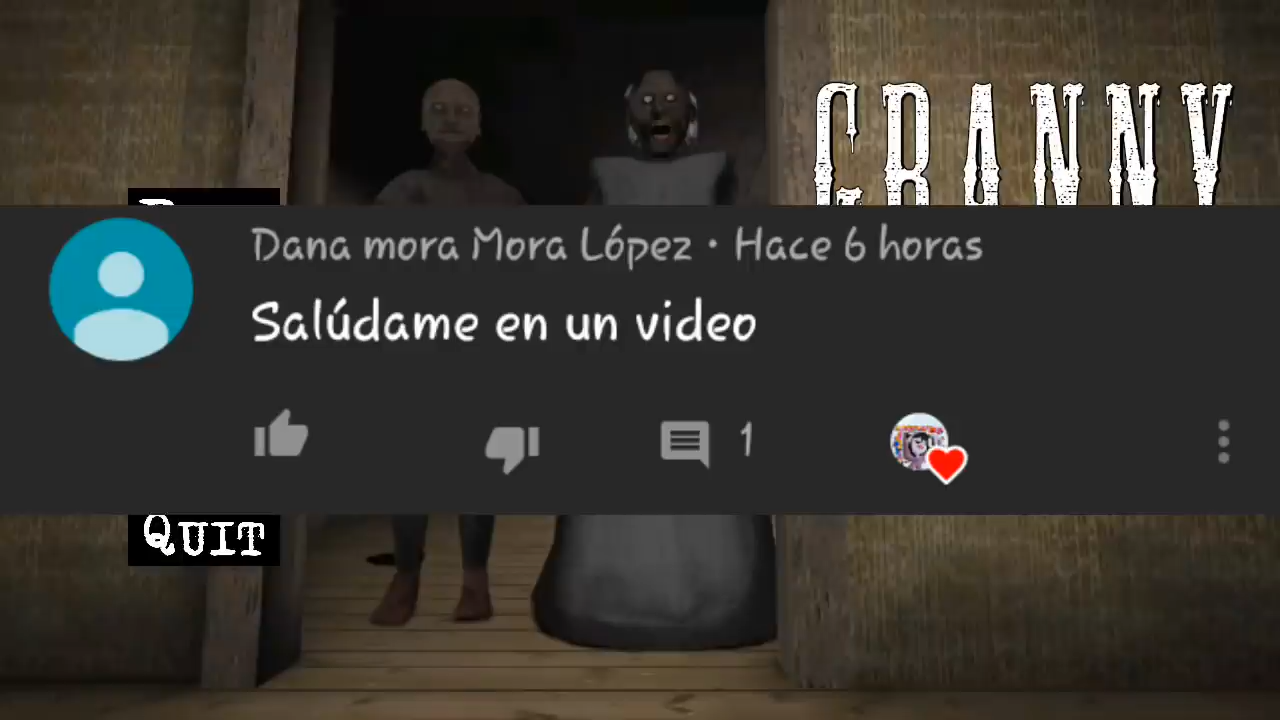 GRANNY
Dana mora Mora López • Hace 6 horas
Salúdame en un video
1
QUIT